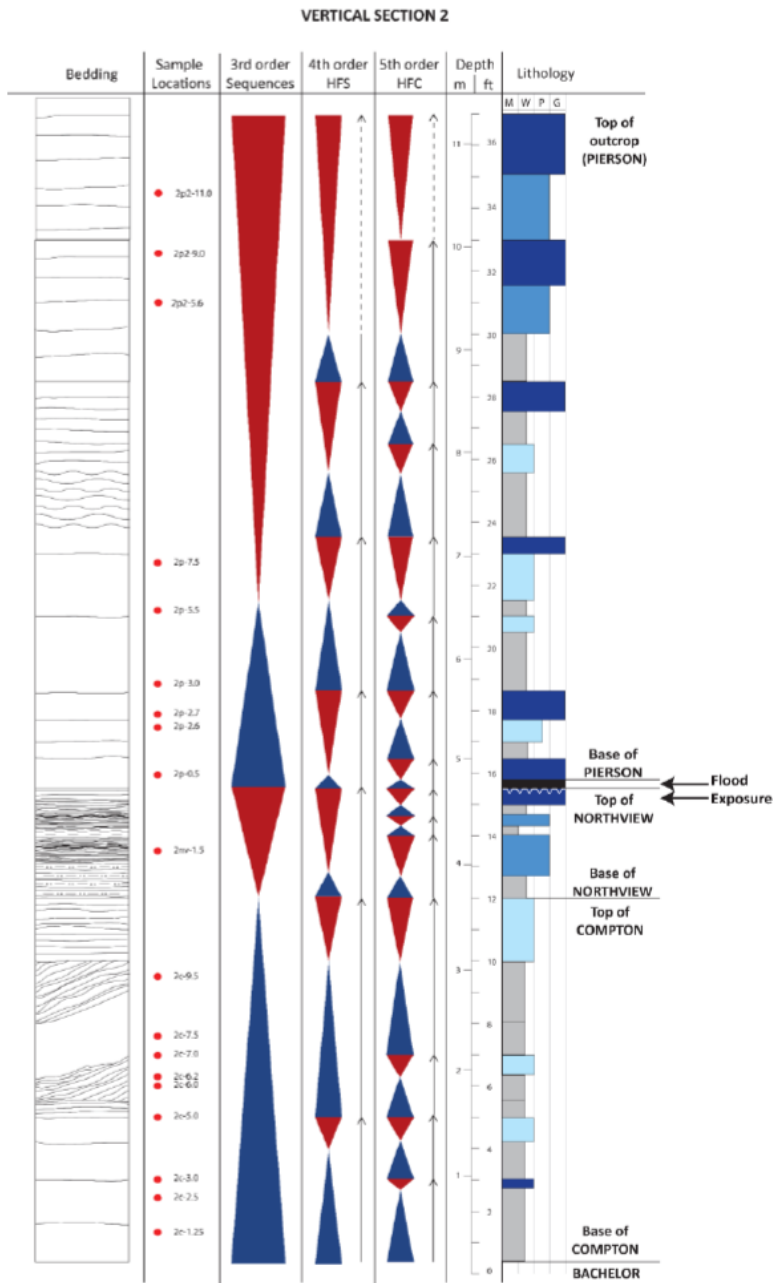 VERTICAL SECTION 2
Bedding
Sample
Locations
3rd order
Sequences
4th order
HFS
5th order
HFC
Depth
m ft
Lithology
M W P G
Top of
outcrop
(PIERSON)
36
11
2p2-11.0
34
10
2p2-9.0
32
2p2-5.6
30
9
28
8
26
24
7
2p-7.5
22
2p-5.5
20
6
2p-3.0
2p-2.7
18
2p-2.6
5
Base of
PIERSON
16
2p-0.5
Flood
Exposure
Top of
NORTHVIEW
14
2nv-1.5
4
Base of
NORTHVIEW
12
Top of
COMPTON
10
2c-9.5
3
8
2c-7.5
2c-7.0
2
2c-6.2
2c-6.0
6
2c-5.0
4
2c-3.0
1
2c-2.5
2
2c-1.25
Base of
COMPTON
0
BACHELOR